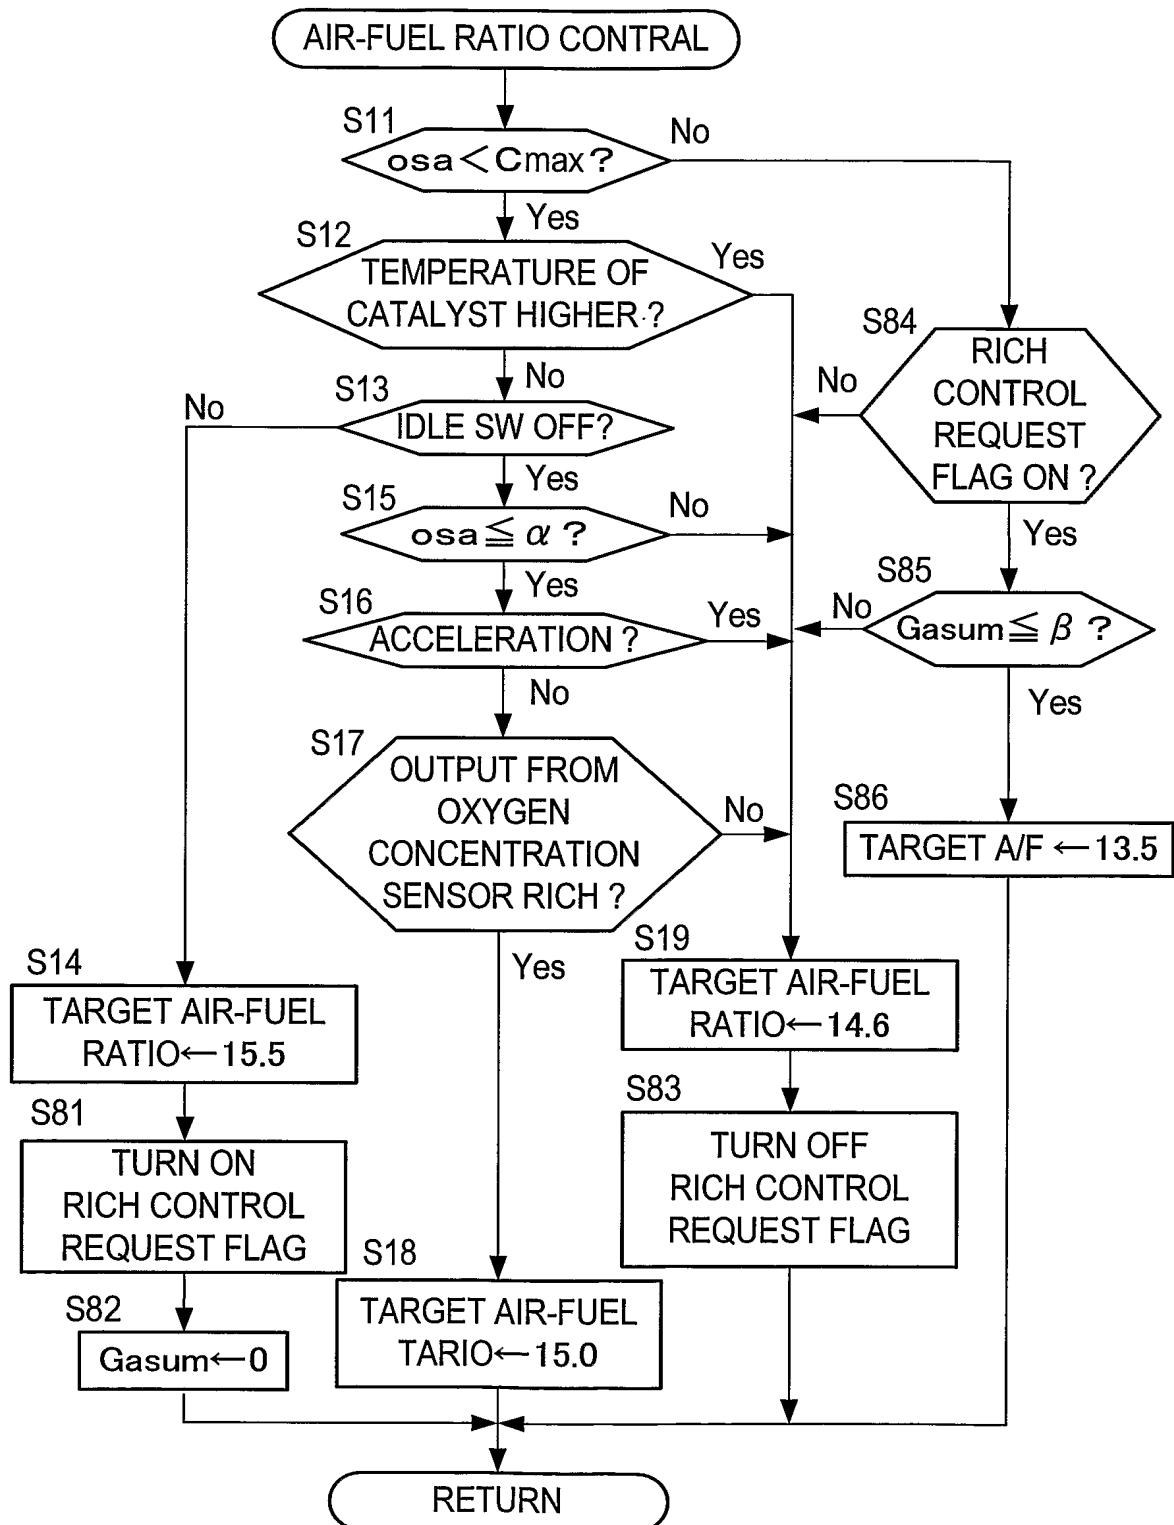 AIR-FUEL RATIO CONTRAL
S11
osa<Cmax?
No
Yes
S12
TEMPERATURE OF
CATALYST HIGHER ?
Yes
No
S84
RICH
CONTROL
REQUEST
FLAG ON ?
No
Yes
S13
IDLE SW OFF?
No
Yes
S15
osa≦α ?
No
Yes
S16
ACCELERATION ?
Yes
No
S85
Gasum≦β ?
No
Yes
S17
OUTPUT FROM
OXYGEN
CONCENTRATION
SENSOR RICH ?
No
Yes
S86
TARGET A/F ←13.5
S14
TARGET AIR-FUEL
RATIO←15.5
S19
TARGET AIR-FUEL
RATIO←14.6
S81
TURN ON
RICH CONTROL
REQUEST FLAG
S83
TURN OFF
RICH CONTROL
REQUEST FLAG
S82
Gasum←0
S18
TARGET AIR-FUEL
TARIO←15.0
RETURN